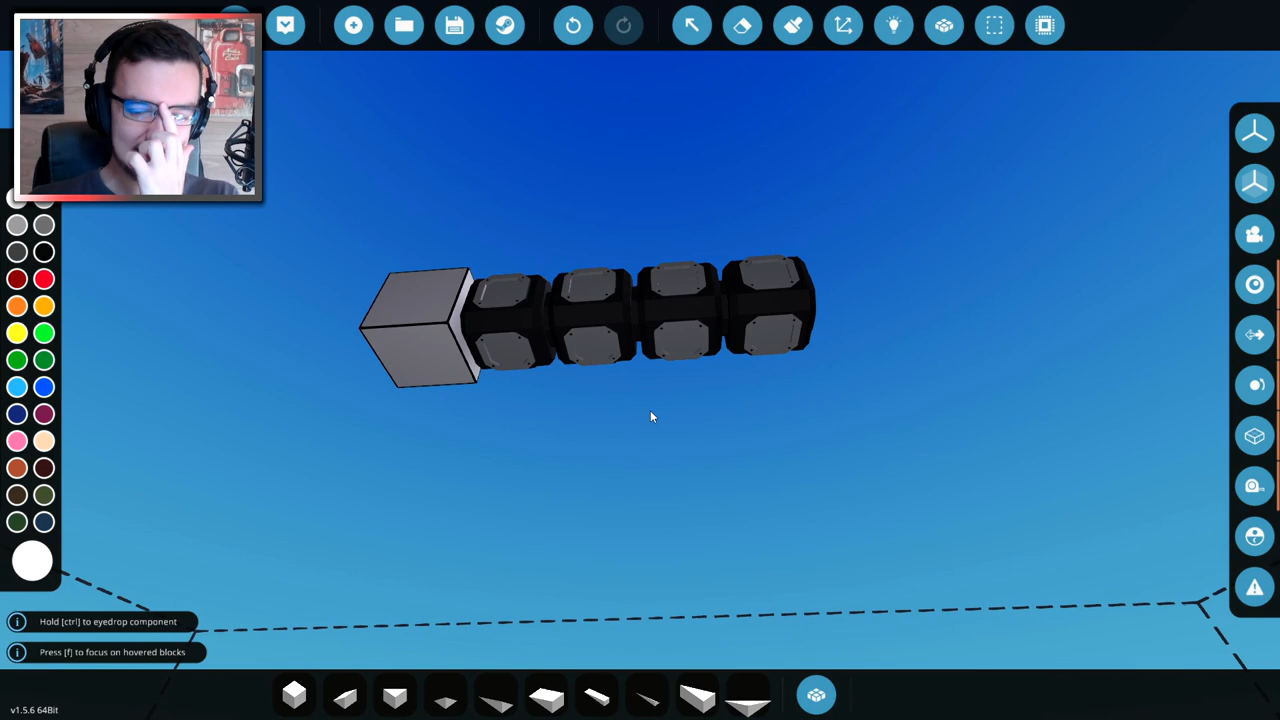 Hold [ctrl] to eyedrop component
Press [f] to focus on hovered blocks
v1.5.6 64Bit